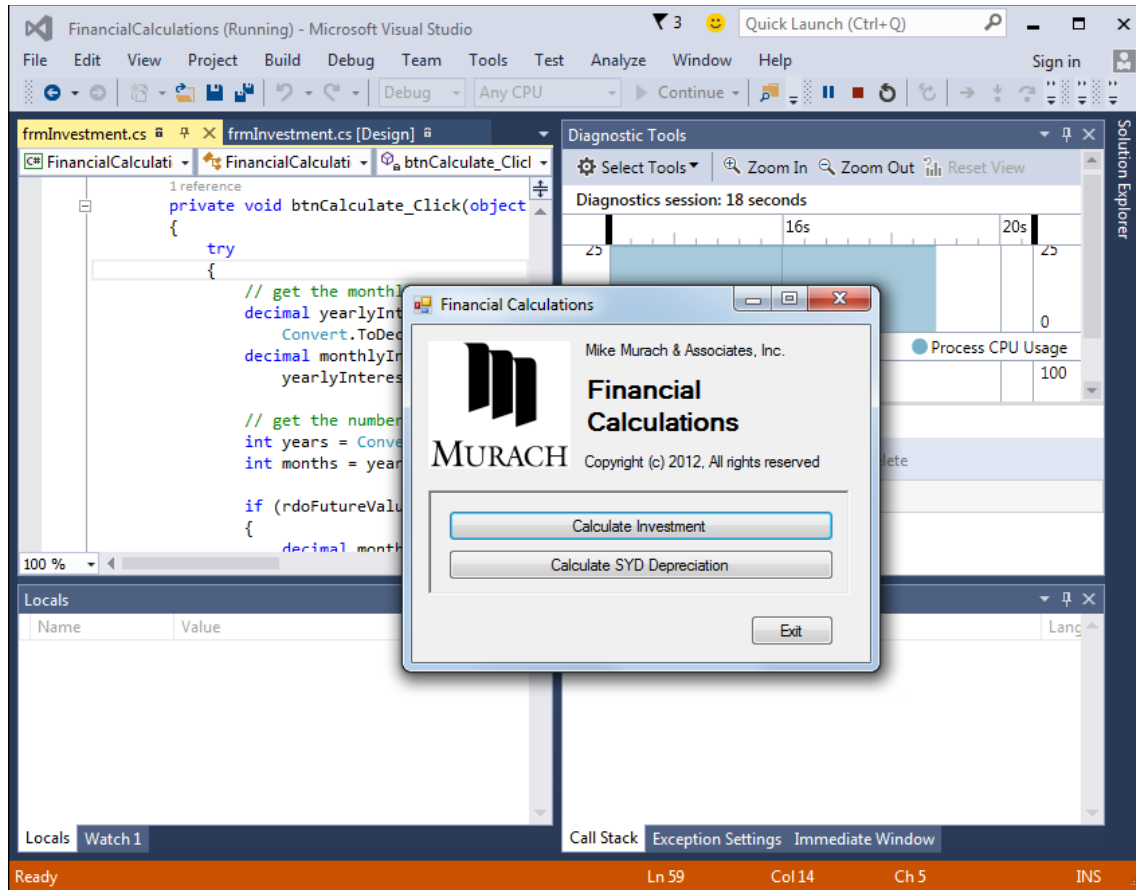 FinancialCalculations (Running) - Microsoft Visual Studio
3
Quick Launch (Ctrl+Q)
File Edit View Project Build Debug Team Tools Test Analyze Window Help Sign in
Debug Any CPU Continue
frmInvestment.cs frmInvestment.cs [Design]
C# FinancialCalculati FinancialCalculati btnCalculate_Clicl
1 reference
private void btnCalculate_Click(object
{
try
{
// get the monthl
decimal yearlyInt
Convert.ToDec
decimal monthlyIn
yearlyInteres
// get the number
int years = Conve
int months = year
if (rdoFutureValu
{
decimal month
100 %
Diagnostic Tools
Select Tools Zoom In Zoom Out Reset View
Diagnostics session: 18 seconds
16s 20s
25 25
0
Process CPU Usage
100
lete
Solution Explorer
Financial Calculations
Mike Murach & Associates, Inc.
Financial
Calculations
MURACH
Copyright (c) 2012, All rights reserved
Calculate Investment
Calculate SYD Depreciation
Exit
Locals
Name Value
Lang
Locals Watch 1
Call Stack Exception Settings Immediate Window
Ready Ln 59 Col 14 Ch 5 INS